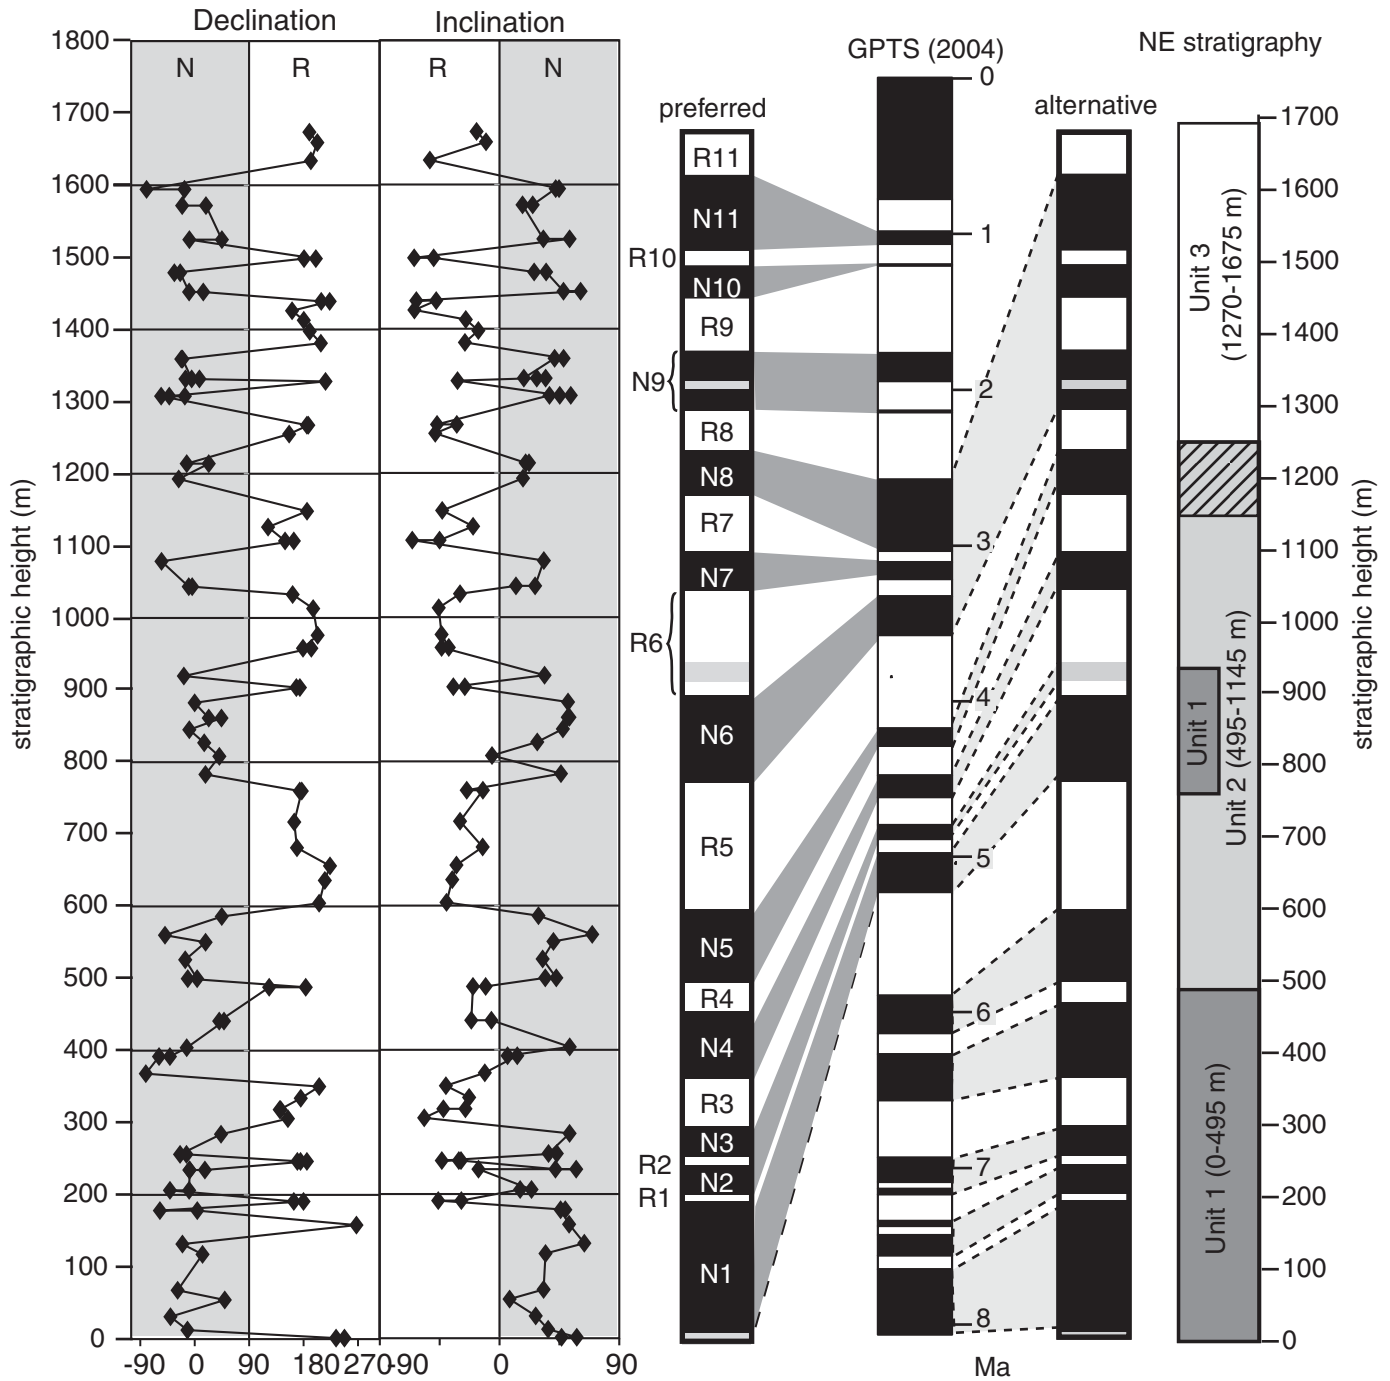 Declination
Inclination
GPTS (2004)
NE stratigraphy
preferred
alternative
N
R
R
N
stratigraphic height (m)
1800
1700
1600
1500
1400
1300
1200
1100
1000
900
800
700
600
500
400
300
200
100
0
-90 0 90 180 270
-90 0 90
R11
N11
R10
N10
R9
N9
R8
N8
R7
N7
R6
N6
R5
N5
R4
N4
R3
N3
R2
N2
R1
N1
0
1
2
3
4
5
6
7
8
Ma
Unit 3
(1270-1675 m)
Unit 2 (495-1145 m)
Unit 1
Unit 1 (0-495 m)
1700
1600
1500
1400
1300
1200
1100
1000
900
800
700
600
500
400
300
200
100
0
stratigraphic height (m)